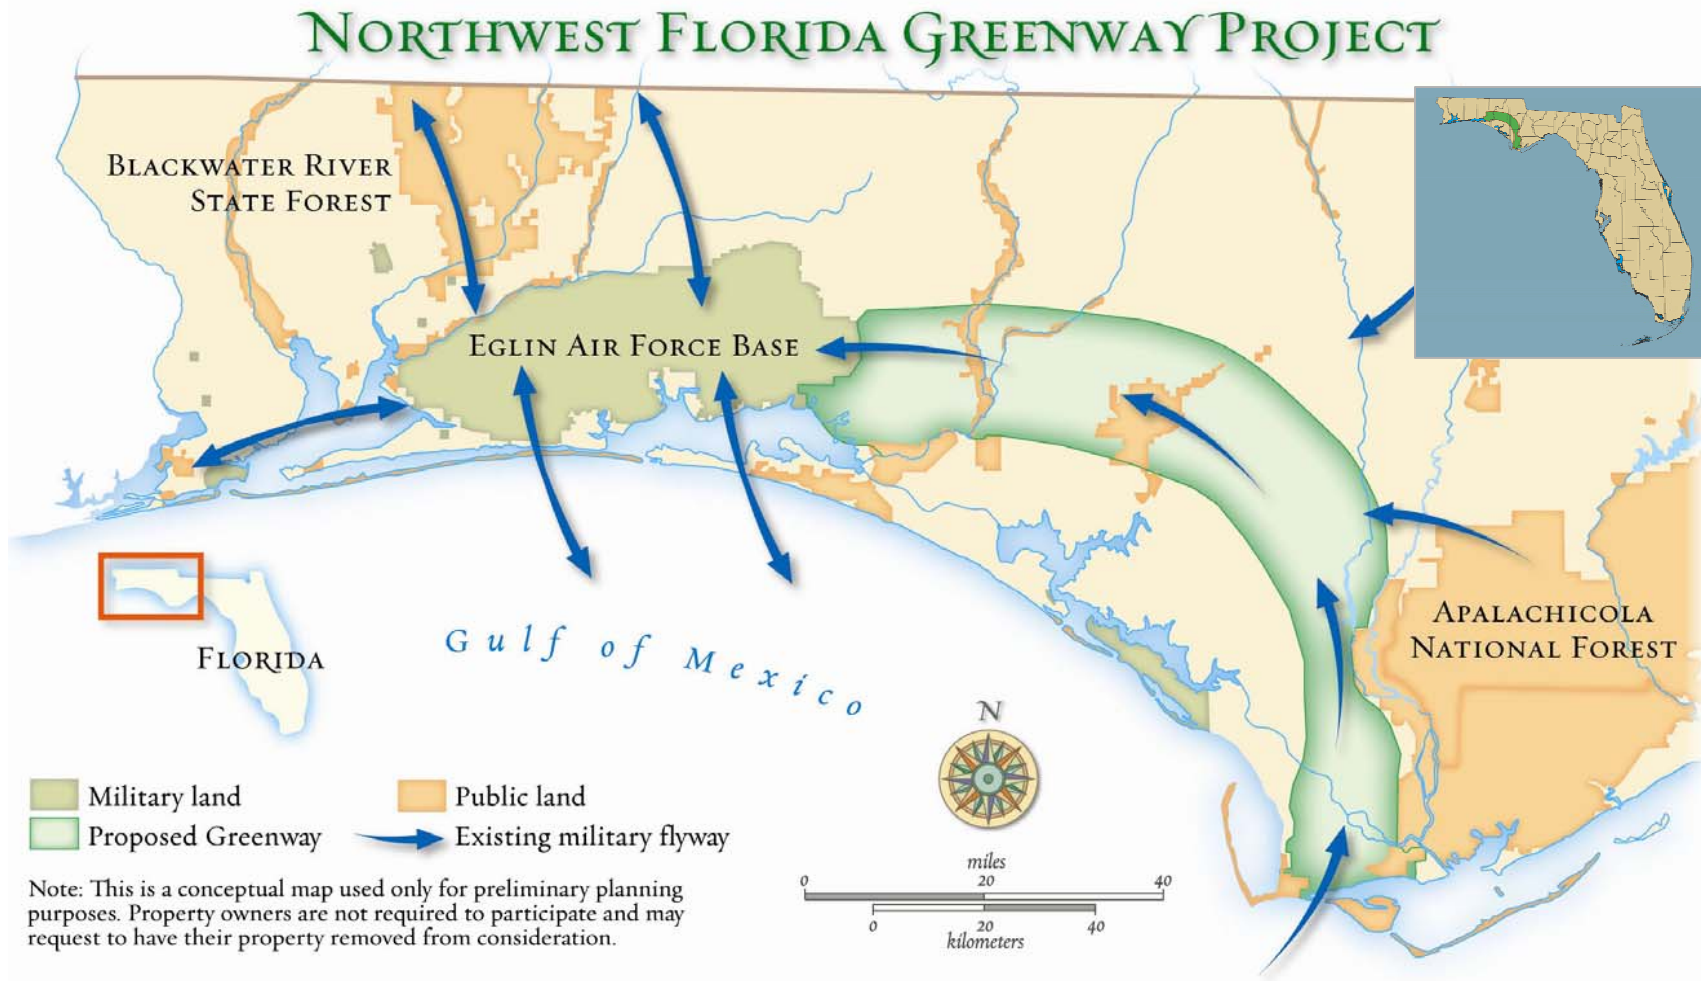 Northwest Florida Greenway Project
Blackwater River
State Forest
Eglin Air Force Base
Apalachicola
National Forest
Florida
Gulf of Mexico
N
Military land
Public land
Proposed Greenway
Existing military flyway
miles
0 20 40
0 20 40
kilometers
Note: This is a conceptual map used only for preliminary planning
purposes. Property owners are not required to participate and may
request to have their property removed from consideration.